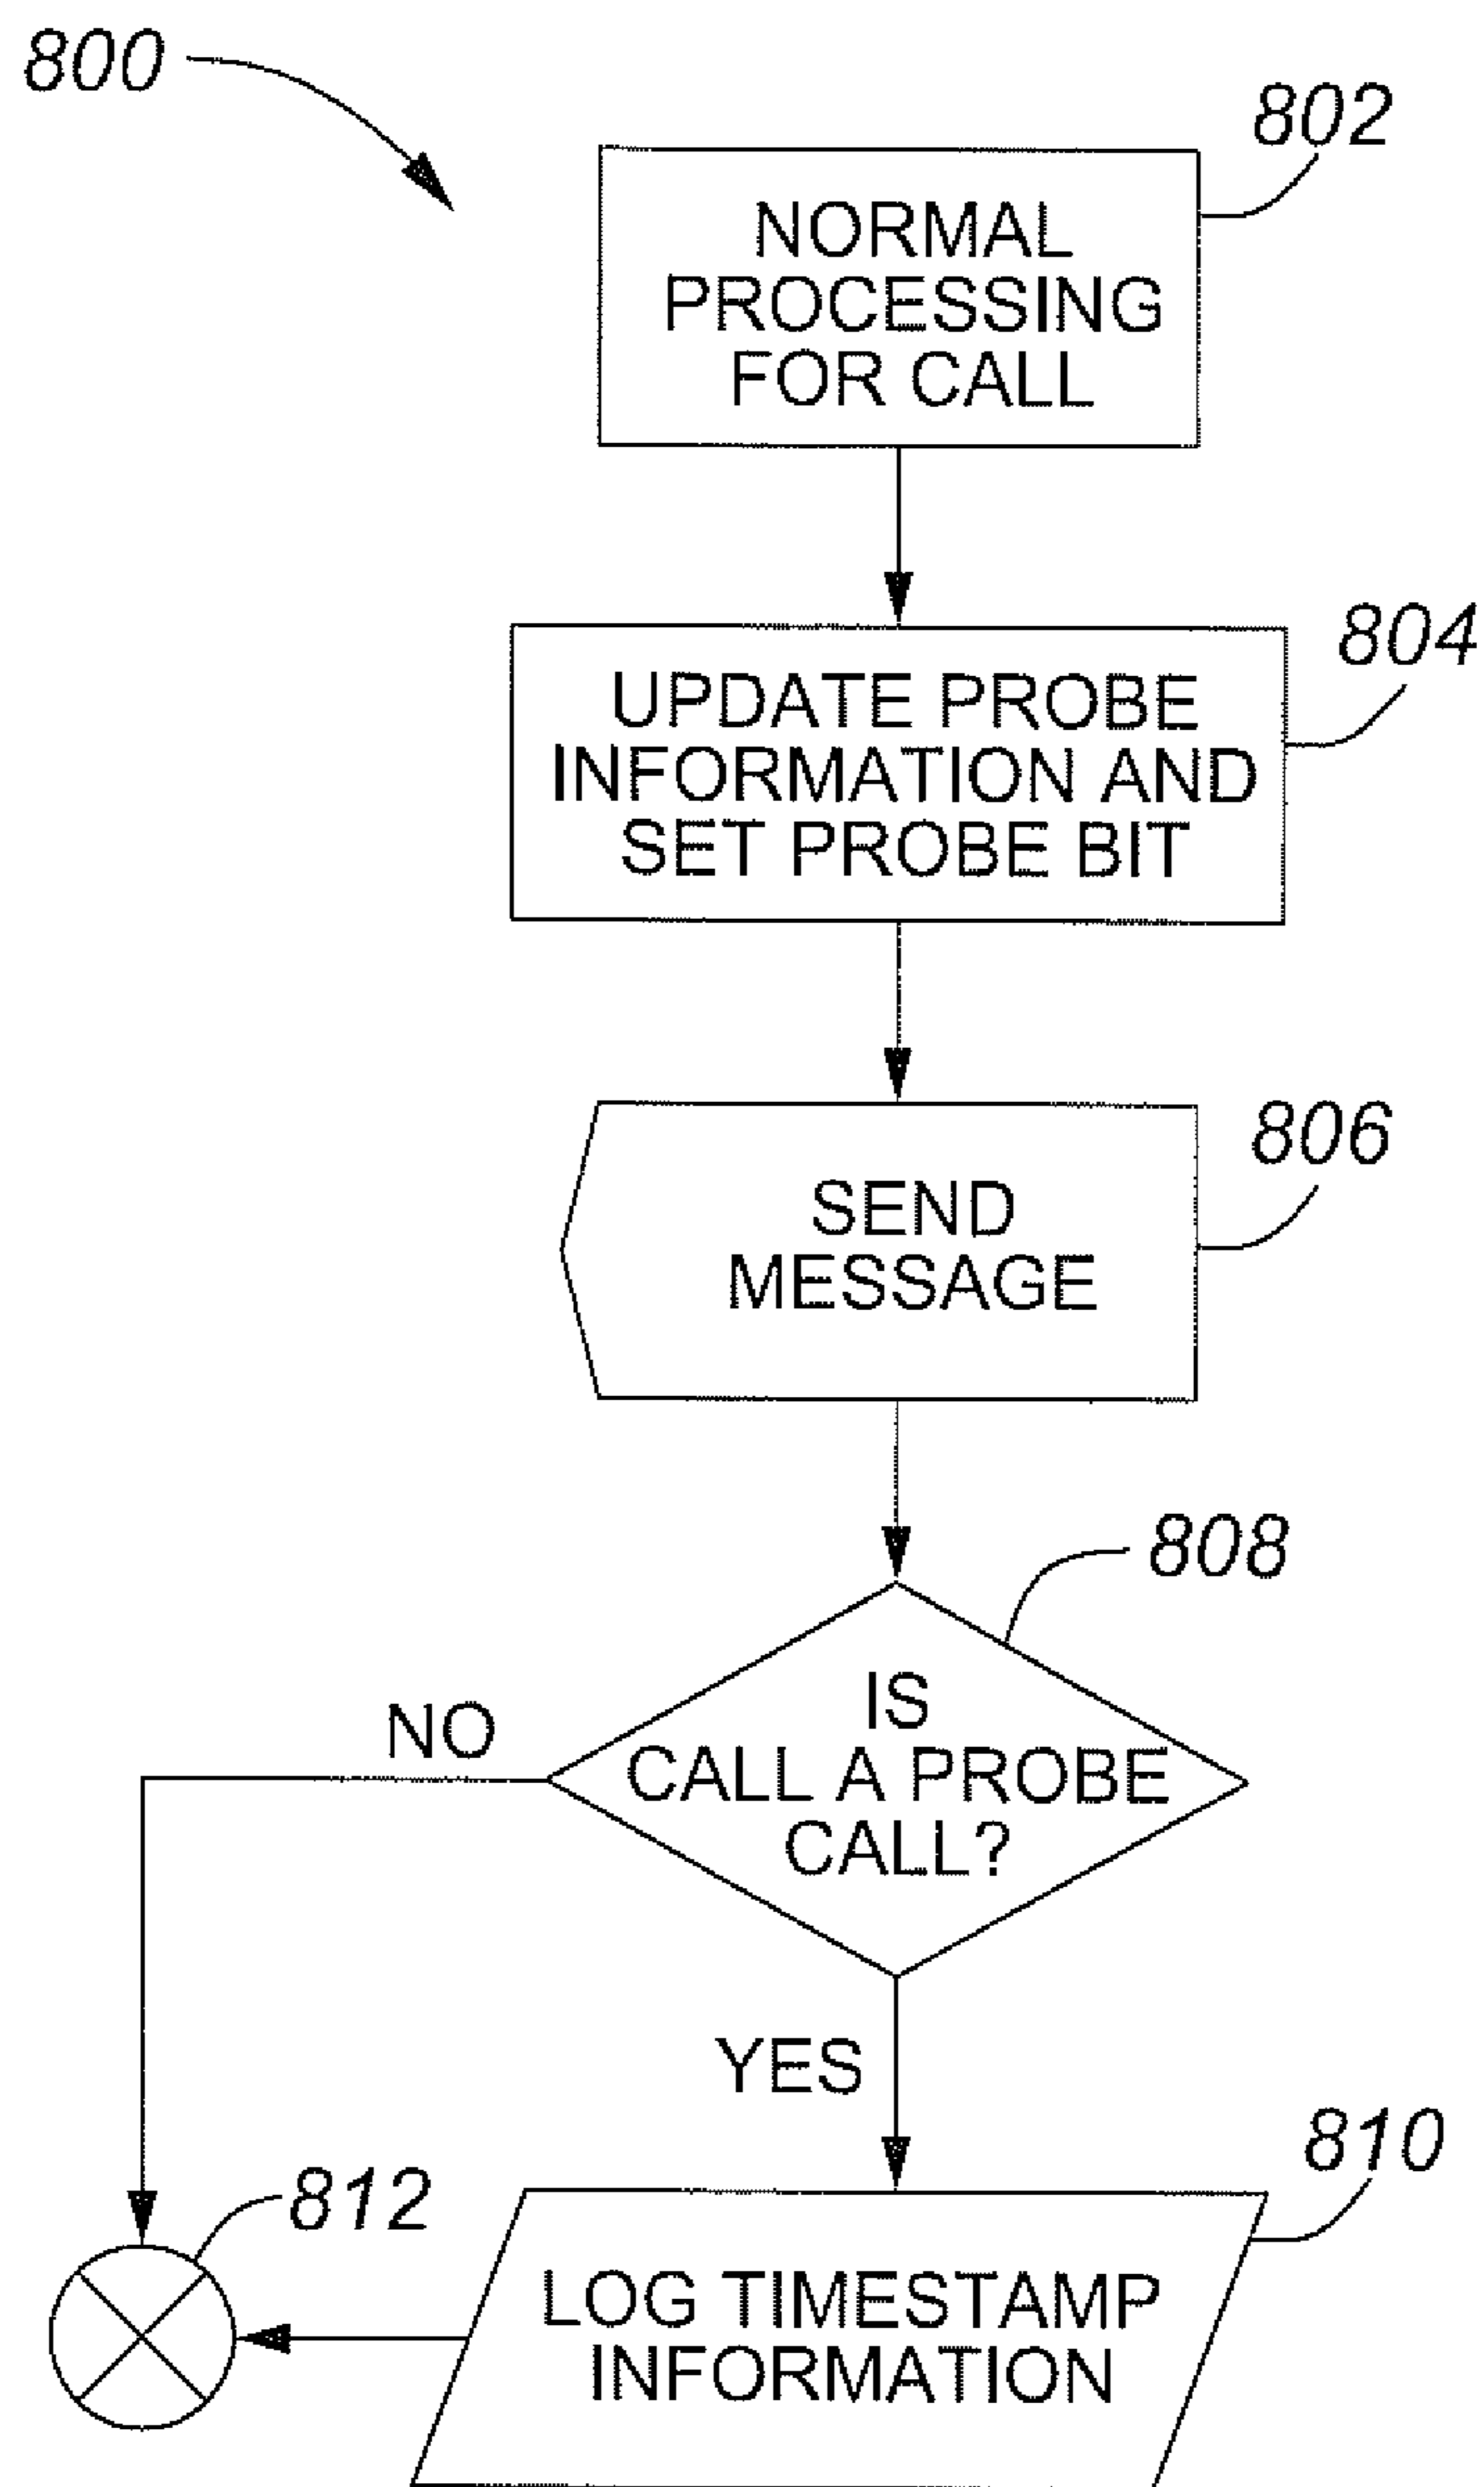 800
802
NORMAL
PROCESSING
FOR CALL
804
UPDATE PROBE
INFORMATION AND
SET PROBE BIT
806
SEND
MESSAGE
808
IS
CALL A PROBE
CALL?
NO
YES
810
812
LOG TIMESTAMP
INFORMATION